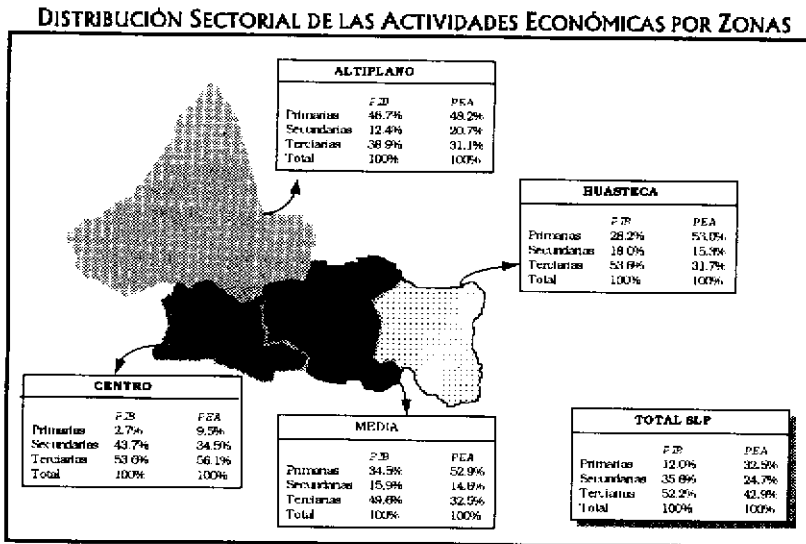 DISTRIBUCIÓN SECTORIAL DE LAS ACTIVIDADES ECONÓMICAS POR ZONAS
ALTIPLANO
PIB PEA
Primarias 48.7% 48.2%
Secundarias 12.4% 20.7%
Terciarias 38.9% 31.1%
Total 100% 100%
HUASTECA
PIB PEA
Primarias 28.2% 53.0%
Secundarias 18.0% 15.3%
Terciarias 53.8% 31.7%
Total 100% 100%
CENTRO
PIB PEA
Primarias 2.7% 9.5%
Secundarias 43.7% 34.5%
Terciarias 53.6% 56.1%
Total 100% 100%
MEDIA
PIB PEA
Primarias 34.5% 52.9%
Secundarias 15.9% 14.6%
Terciarias 49.6% 32.5%
Total 100% 100%
TOTAL SLP
PIB PEA
Primarias 12.0% 32.5%
Secundarias 35.8% 24.7%
Terciarias 52.2% 42.9%
Total 100% 100%